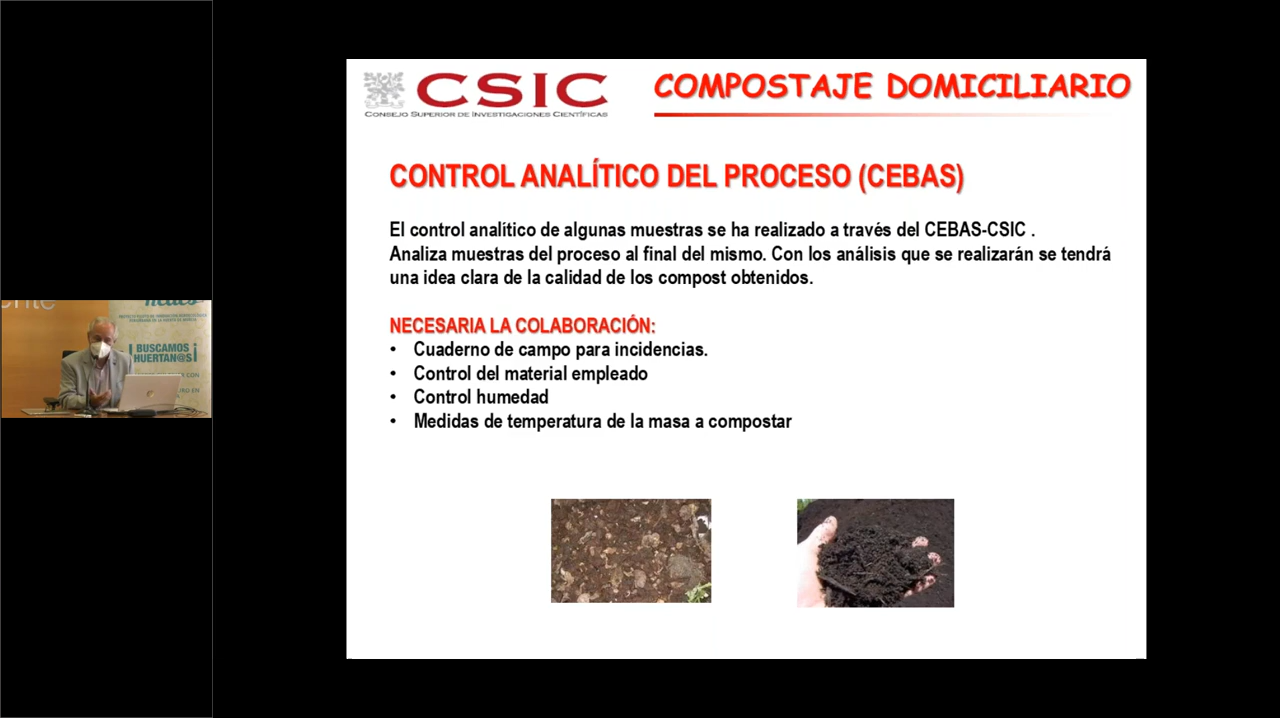 CSIC
CONSEJO SUPERIOR DE INVESTIGACIONES CIENTÍFICAS
COMPOSTAJE DOMICILIARIO
CONTROL ANALÍTICO DEL PROCESO (CEBAS)
El control analítico de algunas muestras se ha realizado a través del CEBAS-CSIC .
Analiza muestras del proceso al final del mismo. Con los análisis que se realizarán se tendrá
una idea clara de la calidad de los compost obtenidos.
NECESARIA LA COLABORACIÓN:
• Cuaderno de campo para incidencias.
• Control del material empleado
• Control humedad
• Medidas de temperatura de la masa a compostar
¡BUSCAMOS
HUERTAN@S!